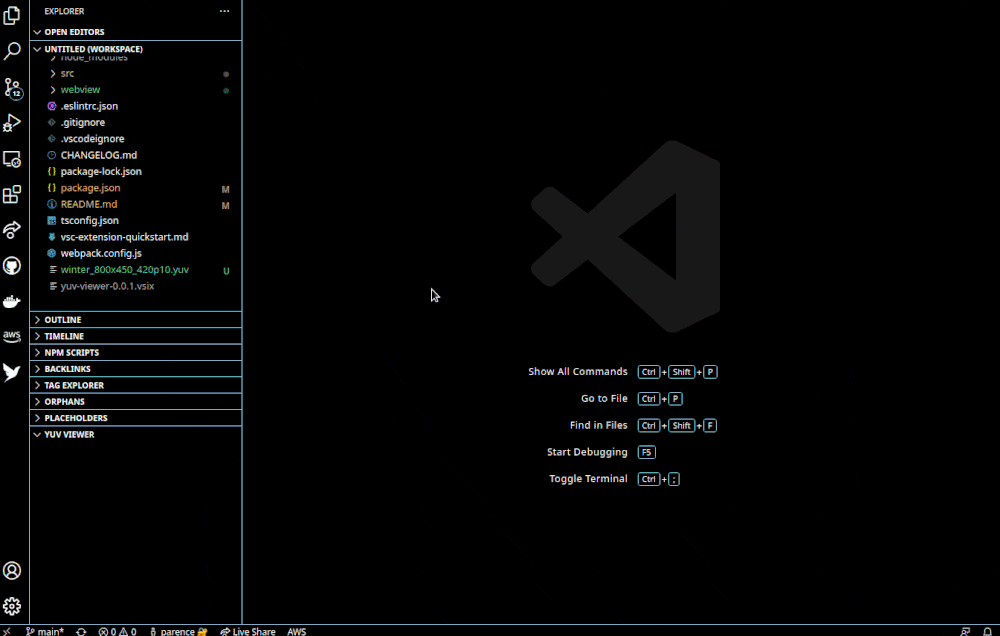 EXPLORER ...
OPEN EDITORS
UNTITLED (WORKSPACE)
node_modules
src
webview
.eslintrc.json
.gitignore
.vscodeignore
CHANGELOG.md
package-lock.json
package.json M
README.md M
tsconfig.json
vsc-extension-quickstart.md
webpack.config.js
winter_800x450_420p10.yuv U
yuv-viewer-0.0.1.vsix
OUTLINE
TIMELINE
NPM SCRIPTS
BACKLINKS
TAG EXPLORER
ORPHANS
PLACEHOLDERS
YUV VIEWER
12
aws
Show All Commands Ctrl + Shift + P
Go to File Ctrl + P
Find in Files Ctrl + Shift + F
Start Debugging F5
Toggle Terminal Ctrl + ;
main* 0 0 parence Live Share AWS